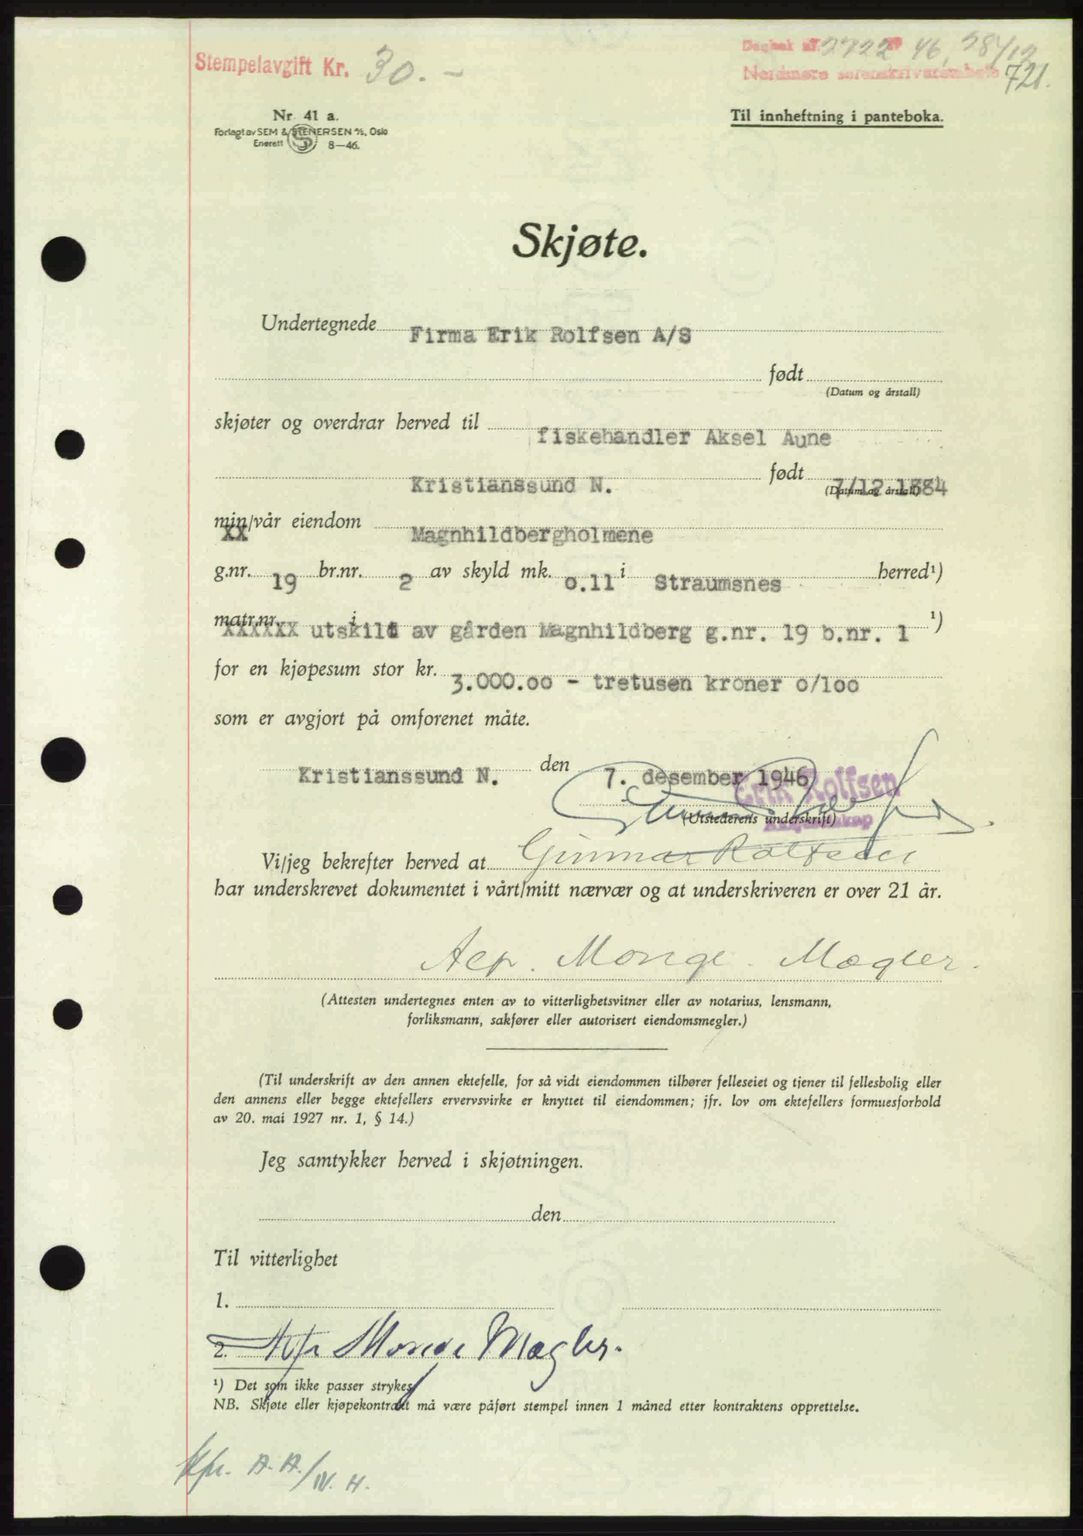 Stempelavgift Kr. 30. –
Dagbok nr. 2722 46, 28/12
Nordmøre sorenskriverembete 721.
Nr. 41 a.
Forlagt av SEM & STENERSEN A/S, Oslo
Enerett 8—46.
Til innheftning i panteboka.
Skjøte.
Undertegnede Firma Erik Rolfsen A/S
født
(Datum og årstall)
skjøter og overdrar herved til fiskehandler Aksel Aune
Kristianssund N. født 7/12 1884
(Datum og årstall)
min/vår eiendom Magnhildbergholmene
g.nr. 19 br.nr. 2 av skyld mk. 0.11 i Straumsnes herred¹)
matr.nr. i utskilt av gården Magnhildberg g.nr. 19 b.nr. 1 ¹)
for en kjøpesum stor kr. 3.000.oo - tretusen kroner o/loo
som er avgjort på omforenet måte.
Kristianssund N. den 7. desember 1946
Erik Rolfsen
Aksjeselskap
(Utstederens underskrift)
Vi/jeg bekrefter herved at Gunnar Rolfsen
har underskrevet dokumentet i vårt/mitt nærvær og at underskriveren er over 21 år.
Alfr. Monge. Mægler.
(Attesten undertegnes enten av to vitterlighetsvitner eller av notarius, lensmann,
forliksmann, sakfører eller autorisert eiendomsmegler.)
(Til underskrift av den annen ektefelle, for så vidt eiendommen tilhører felleseiet og tjener til fellesbolig eller
den annens eller begge ektefellers ervervsvirke er knyttet til eiendommen; jfr. lov om ektefellers formuesforhold
av 20. mai 1927 nr. 1, § 14.)
Jeg samtykker herved i skjøtningen.
den
Til vitterlighet
1.
2. Alfr Monge Mægler.
¹) Det som ikke passer strykes
NB. Skjøte eller kjøpekontrakt må være påført stempel innen 1 måned etter kontraktens opprettelse.
Kfr. A.A./N.H.